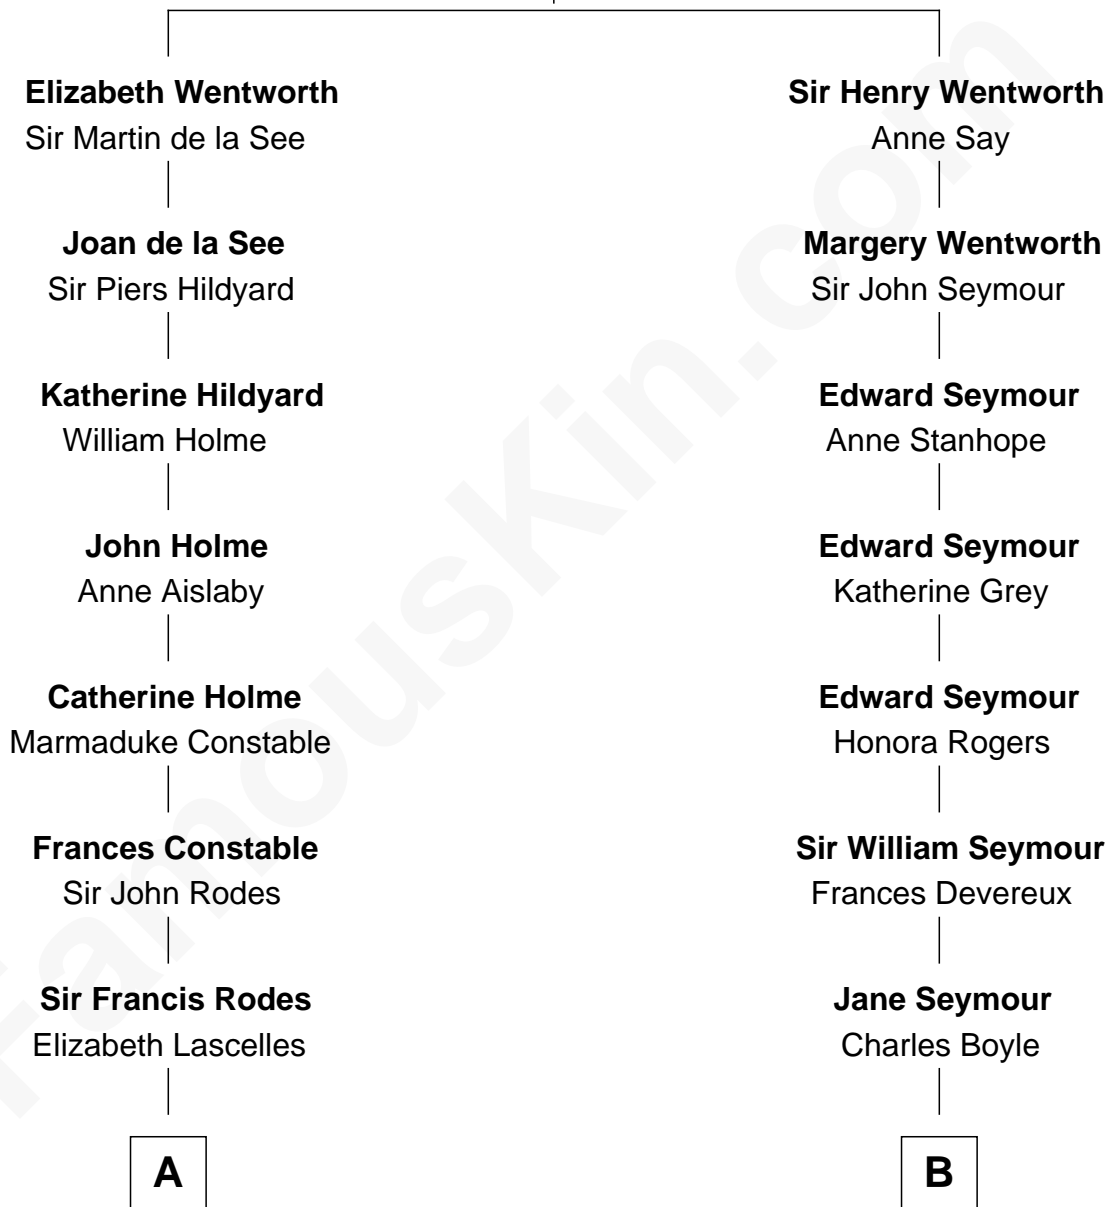 Elizabeth Wentworth
Sir Martin de la See
Joan de la See
Sir Piers Hildyard
Katherine Hildyard
William Holme
John Holme
Anne Aislaby
Catherine Holme
Marmaduke Constable
Frances Constable
Sir John Rodes
Sir Francis Rodes
Elizabeth Lascelles
A
Sir Henry Wentworth
Anne Say
Margery Wentworth
Sir John Seymour
Edward Seymour
Anne Stanhope
Edward Seymour
Katherine Grey
Edward Seymour
Honora Rogers
Sir William Seymour
Frances Devereux
Jane Seymour
Charles Boyle
B
FamousKin.com